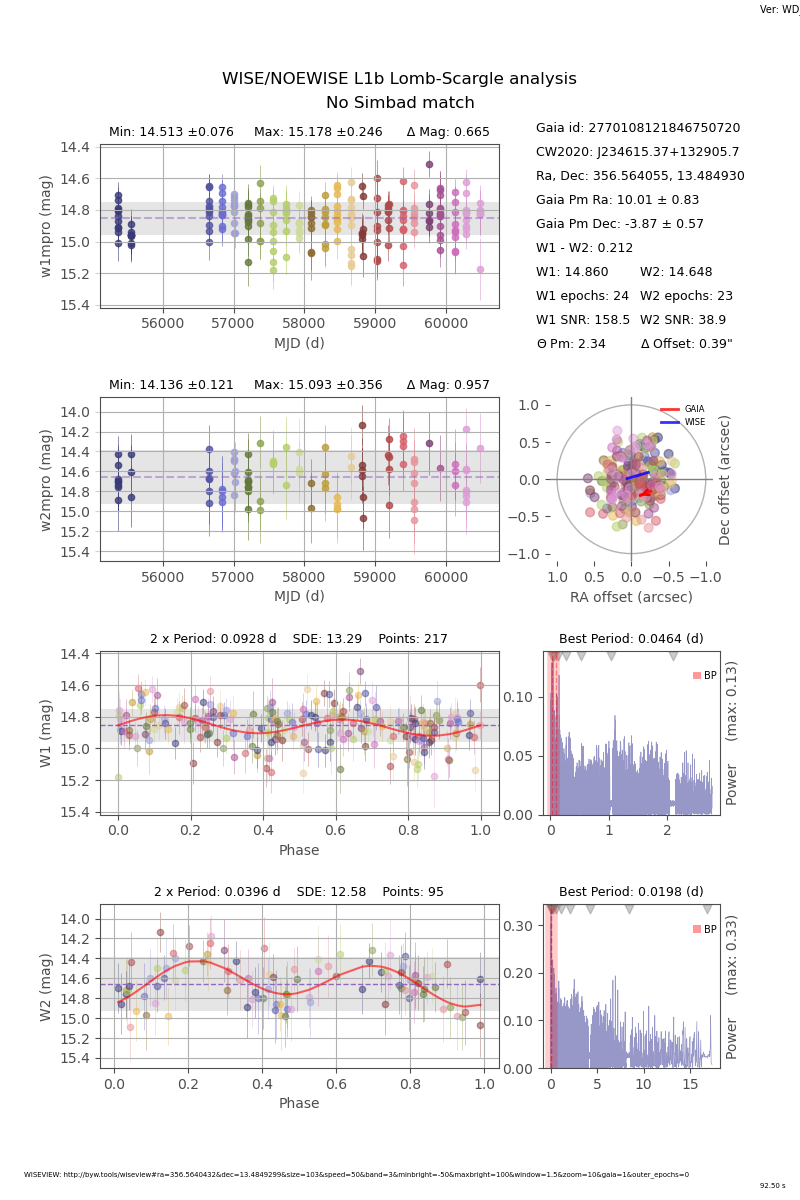 Ver: WD_
WISE/NOEWISE L1b Lomb-Scargle analysis
No Simbad match
Min: 14.513 ±0.076 Max: 15.178 ±0.246 Δ Mag: 0.665
14.4
14.6
14.8
15.0
15.2
15.4
w1mpro (mag)
56000 57000 58000 59000 60000
MJD (d)
Gaia id: 2770108121846750720
CW2020: J234615.37+132905.7
Ra, Dec: 356.564055, 13.484930
Gaia Pm Ra: 10.01 ± 0.83
Gaia Pm Dec: -3.87 ± 0.57
W1 - W2: 0.212
W1: 14.860 W2: 14.648
W1 epochs: 24 W2 epochs: 23
W1 SNR: 158.5 W2 SNR: 38.9
Θ Pm: 2.34 Δ Offset: 0.39"
Min: 14.136 ±0.121 Max: 15.093 ±0.356 Δ Mag: 0.957
14.0
14.2
14.4
14.6
14.8
15.0
15.2
15.4
w2mpro (mag)
56000 57000 58000 59000 60000
MJD (d)
GAIA
WISE
1.0
0.5
0.0
−0.5
−1.0
Dec offset (arcsec)
1.0 0.5 0.0 −0.5 −1.0
RA offset (arcsec)
2 x Period: 0.0928 d SDE: 13.29 Points: 217
14.4
14.6
14.8
15.0
15.2
15.4
W1 (mag)
0.0 0.2 0.4 0.6 0.8 1.0
Phase
Best Period: 0.0464 (d)
BP
0.10
0.05
0.00
Power (max: 0.13)
0 1 2
2 x Period: 0.0396 d SDE: 12.58 Points: 95
14.0
14.2
14.4
14.6
14.8
15.0
15.2
15.4
W2 (mag)
0.0 0.2 0.4 0.6 0.8 1.0
Phase
Best Period: 0.0198 (d)
BP
0.30
0.20
0.10
0.00
Power (max: 0.33)
0 5 10 15
WISEVIEW: http://byw.tools/wiseview#ra=356.5640432&dec=13.4849299&size=103&speed=50&band=3&minbright=-50&maxbright=100&window=1.5&zoom=10&gaia=1&outer_epochs=0
92.50 s